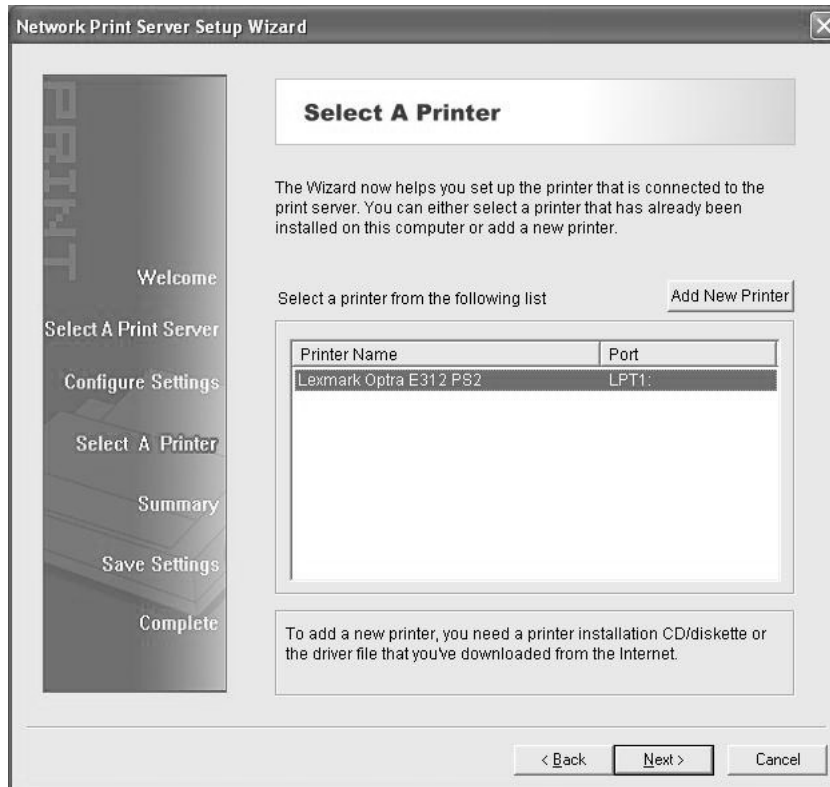 Network Print Server Setup Wizard
PRINT
Welcome
Select A Print Server
Configure Settings
Select A Printer
Summary
Save Settings
Complete
Select A Printer
The Wizard now helps you set up the printer that is connected to the
print server. You can either select a printer that has already been
installed on this computer or add a new printer.
Select a printer from the following list
Add New Printer
Printer Name Port
Lexmark Optra E312 PS2 LPT1:
To add a new printer, you need a printer installation CD/diskette or
the driver file that you've downloaded from the Internet.
< Back Next > Cancel